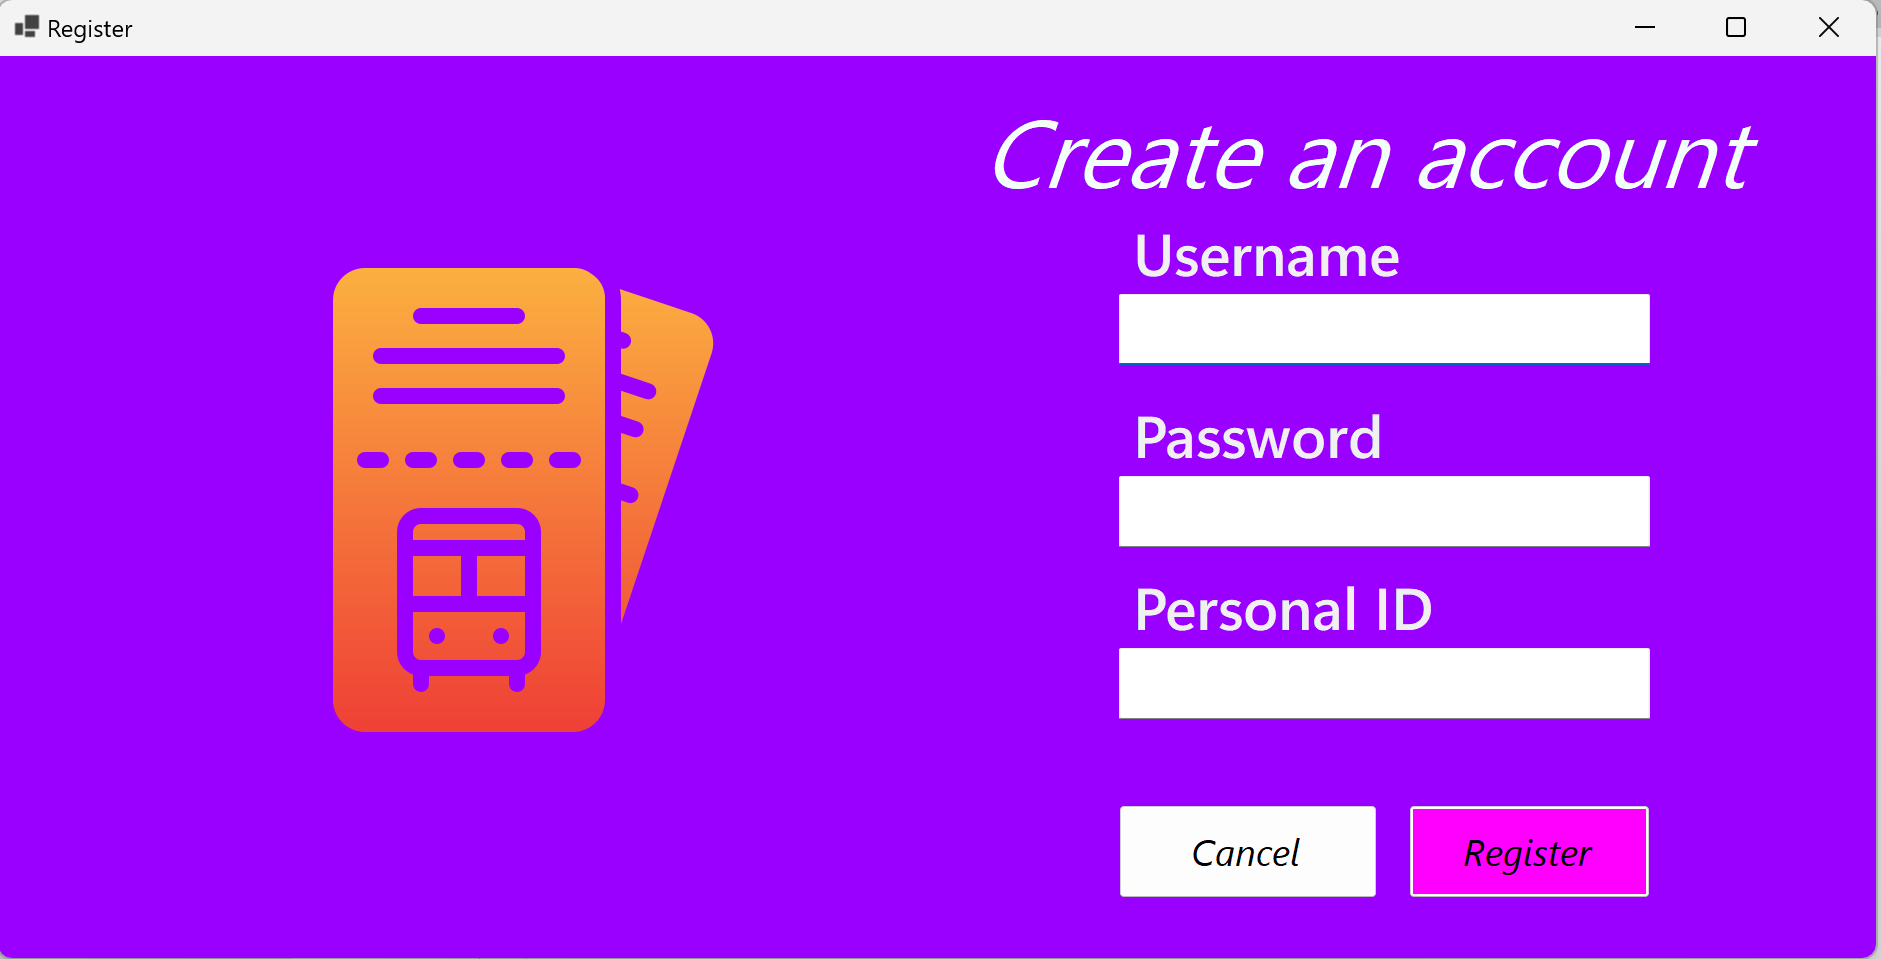 Register
Create an account
Username
Password
Personal ID
Cancel
Register